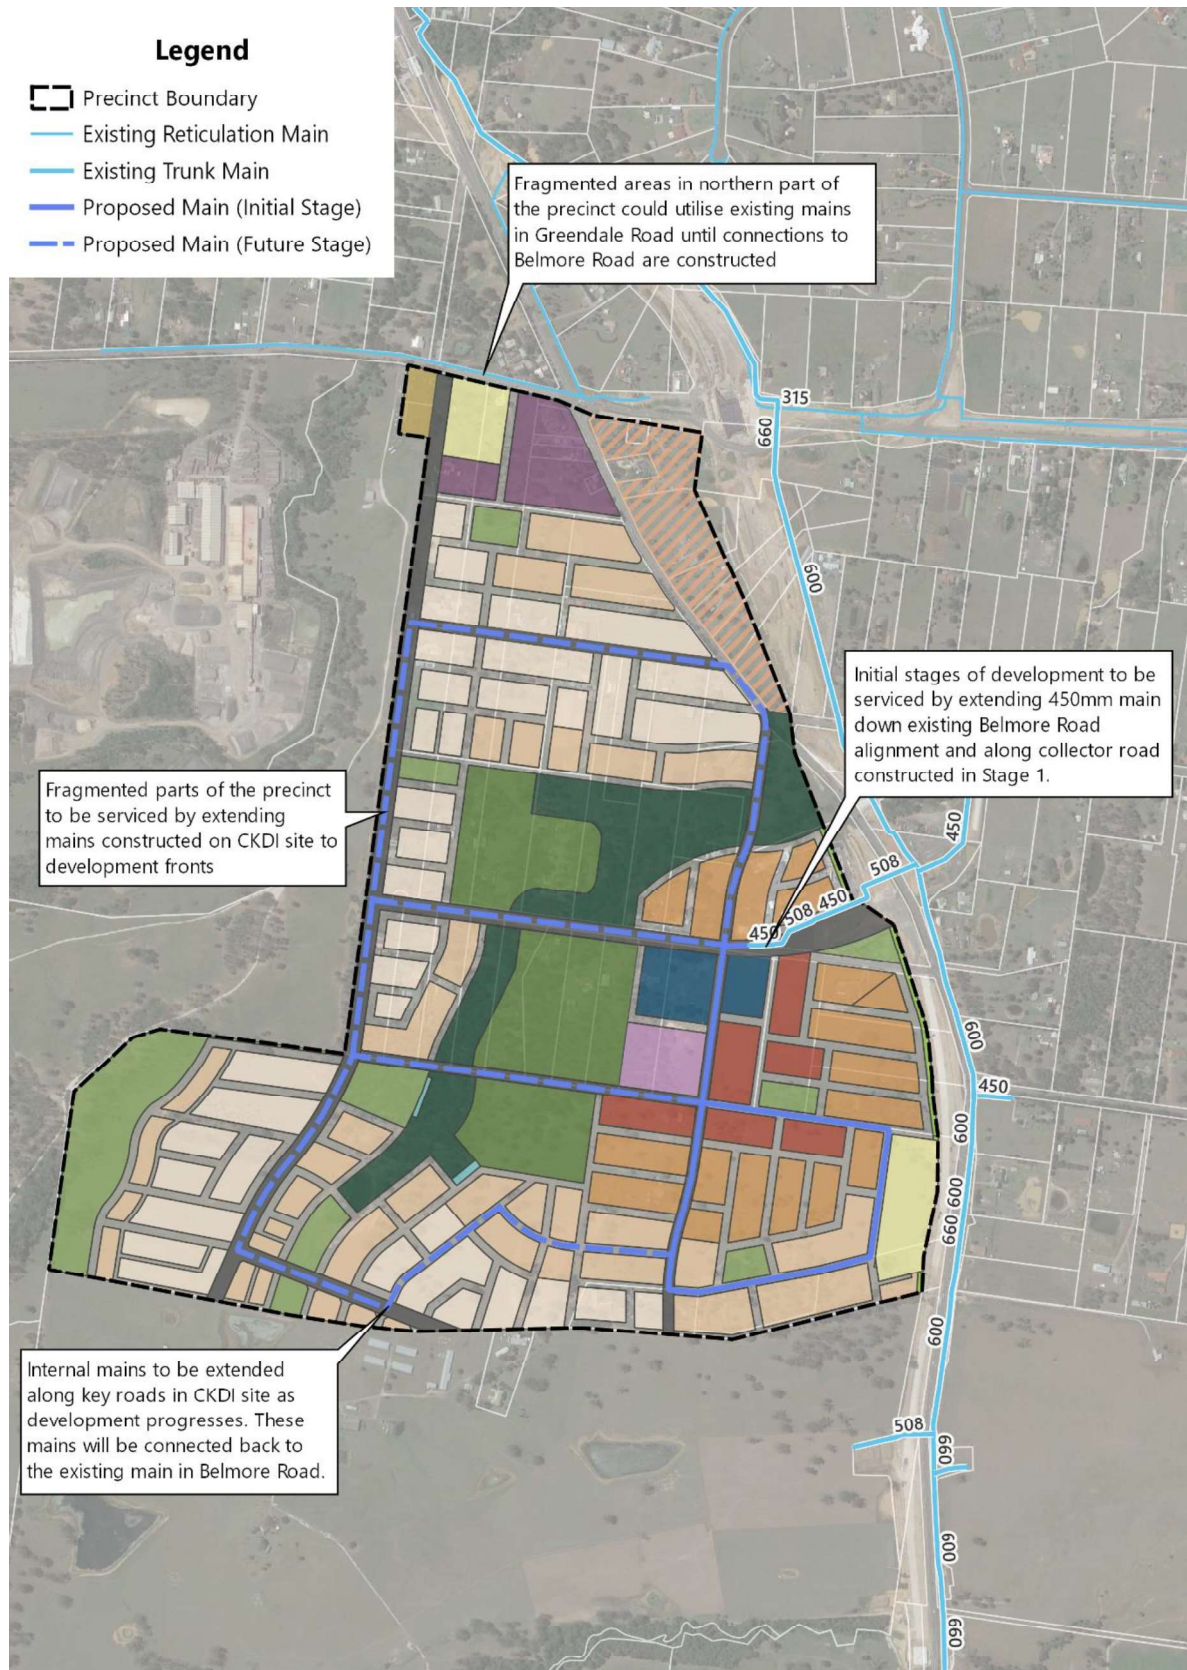 Legend
Precinct Boundary
Existing Reticulation Main
Existing Trunk Main
Proposed Main (Initial Stage)
Proposed Main (Future Stage)
Fragmented areas in northern part of
the precinct could utilise existing mains
in Greendale Road until connections to
Belmore Road are constructed
315
660
600
Initial stages of development to be
serviced by extending 450mm main
down existing Belmore Road
alignment and along collector road
constructed in Stage 1.
Fragmented parts of the precinct
to be serviced by extending
mains constructed on CKDI site to
development fronts
450
508
450
508
450
600
450
600
600
660
600
Internal mains to be extended
along key roads in CKDI site as
development progresses. These
mains will be connected back to
the existing main in Belmore Road.
508
660
600
660